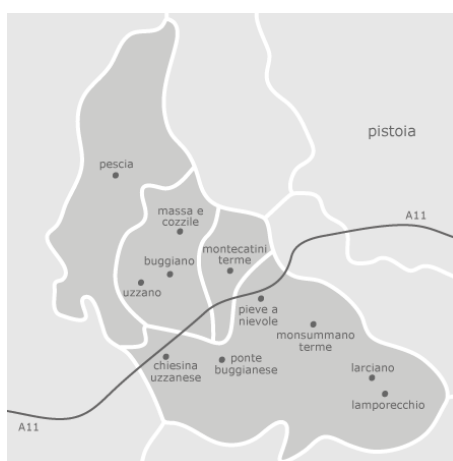 pistoia
pescia
massa e
cozzile
A11
montecatini
terme
buggiano
uzzano
pieve a
nievole
monsummano
terme
chiesina
uzzanese
ponte
buggianese
larciano
lamporecchio
A11